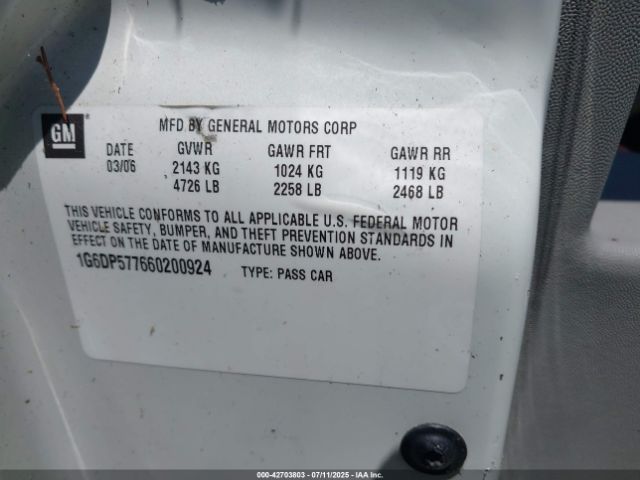 GM
MFD BY GENERAL MOTORS CORP
DATE GVWR GAWR FRT GAWR RR
03/06 2143 KG 1024 KG 1119 KG
4726 LB 2258 LB 2468 LB
THIS VEHICLE CONFORMS TO ALL APPLICABLE U.S. FEDERAL MOTOR
VEHICLE SAFETY, BUMPER, AND THEFT PREVENTION STANDARDS IN
EFFECT ON THE DATE OF MANUFACTURE SHOWN ABOVE.
1G6DP577660200924 TYPE: PASS CAR
000-42703803 - 07/11/2025 - IAA Inc.